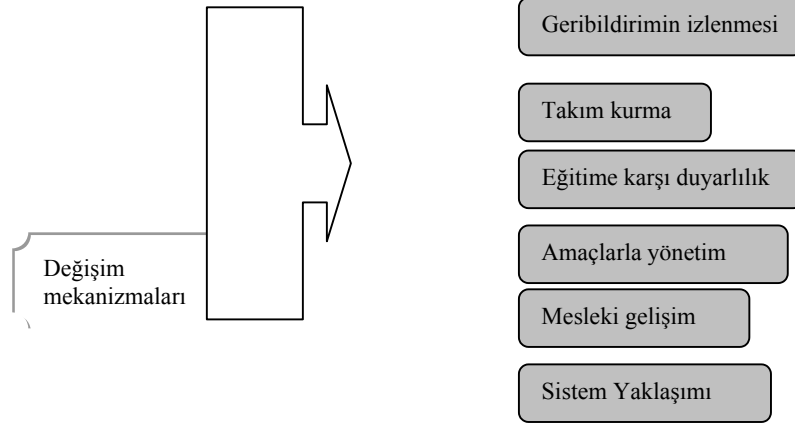 Geribildirimin izlenmesi
Takım kurma
Eğitime karşı duyarlılık
Değişim
mekanizmaları
Amaçlarla yönetim
Mesleki gelişim
Sistem Yaklaşımı